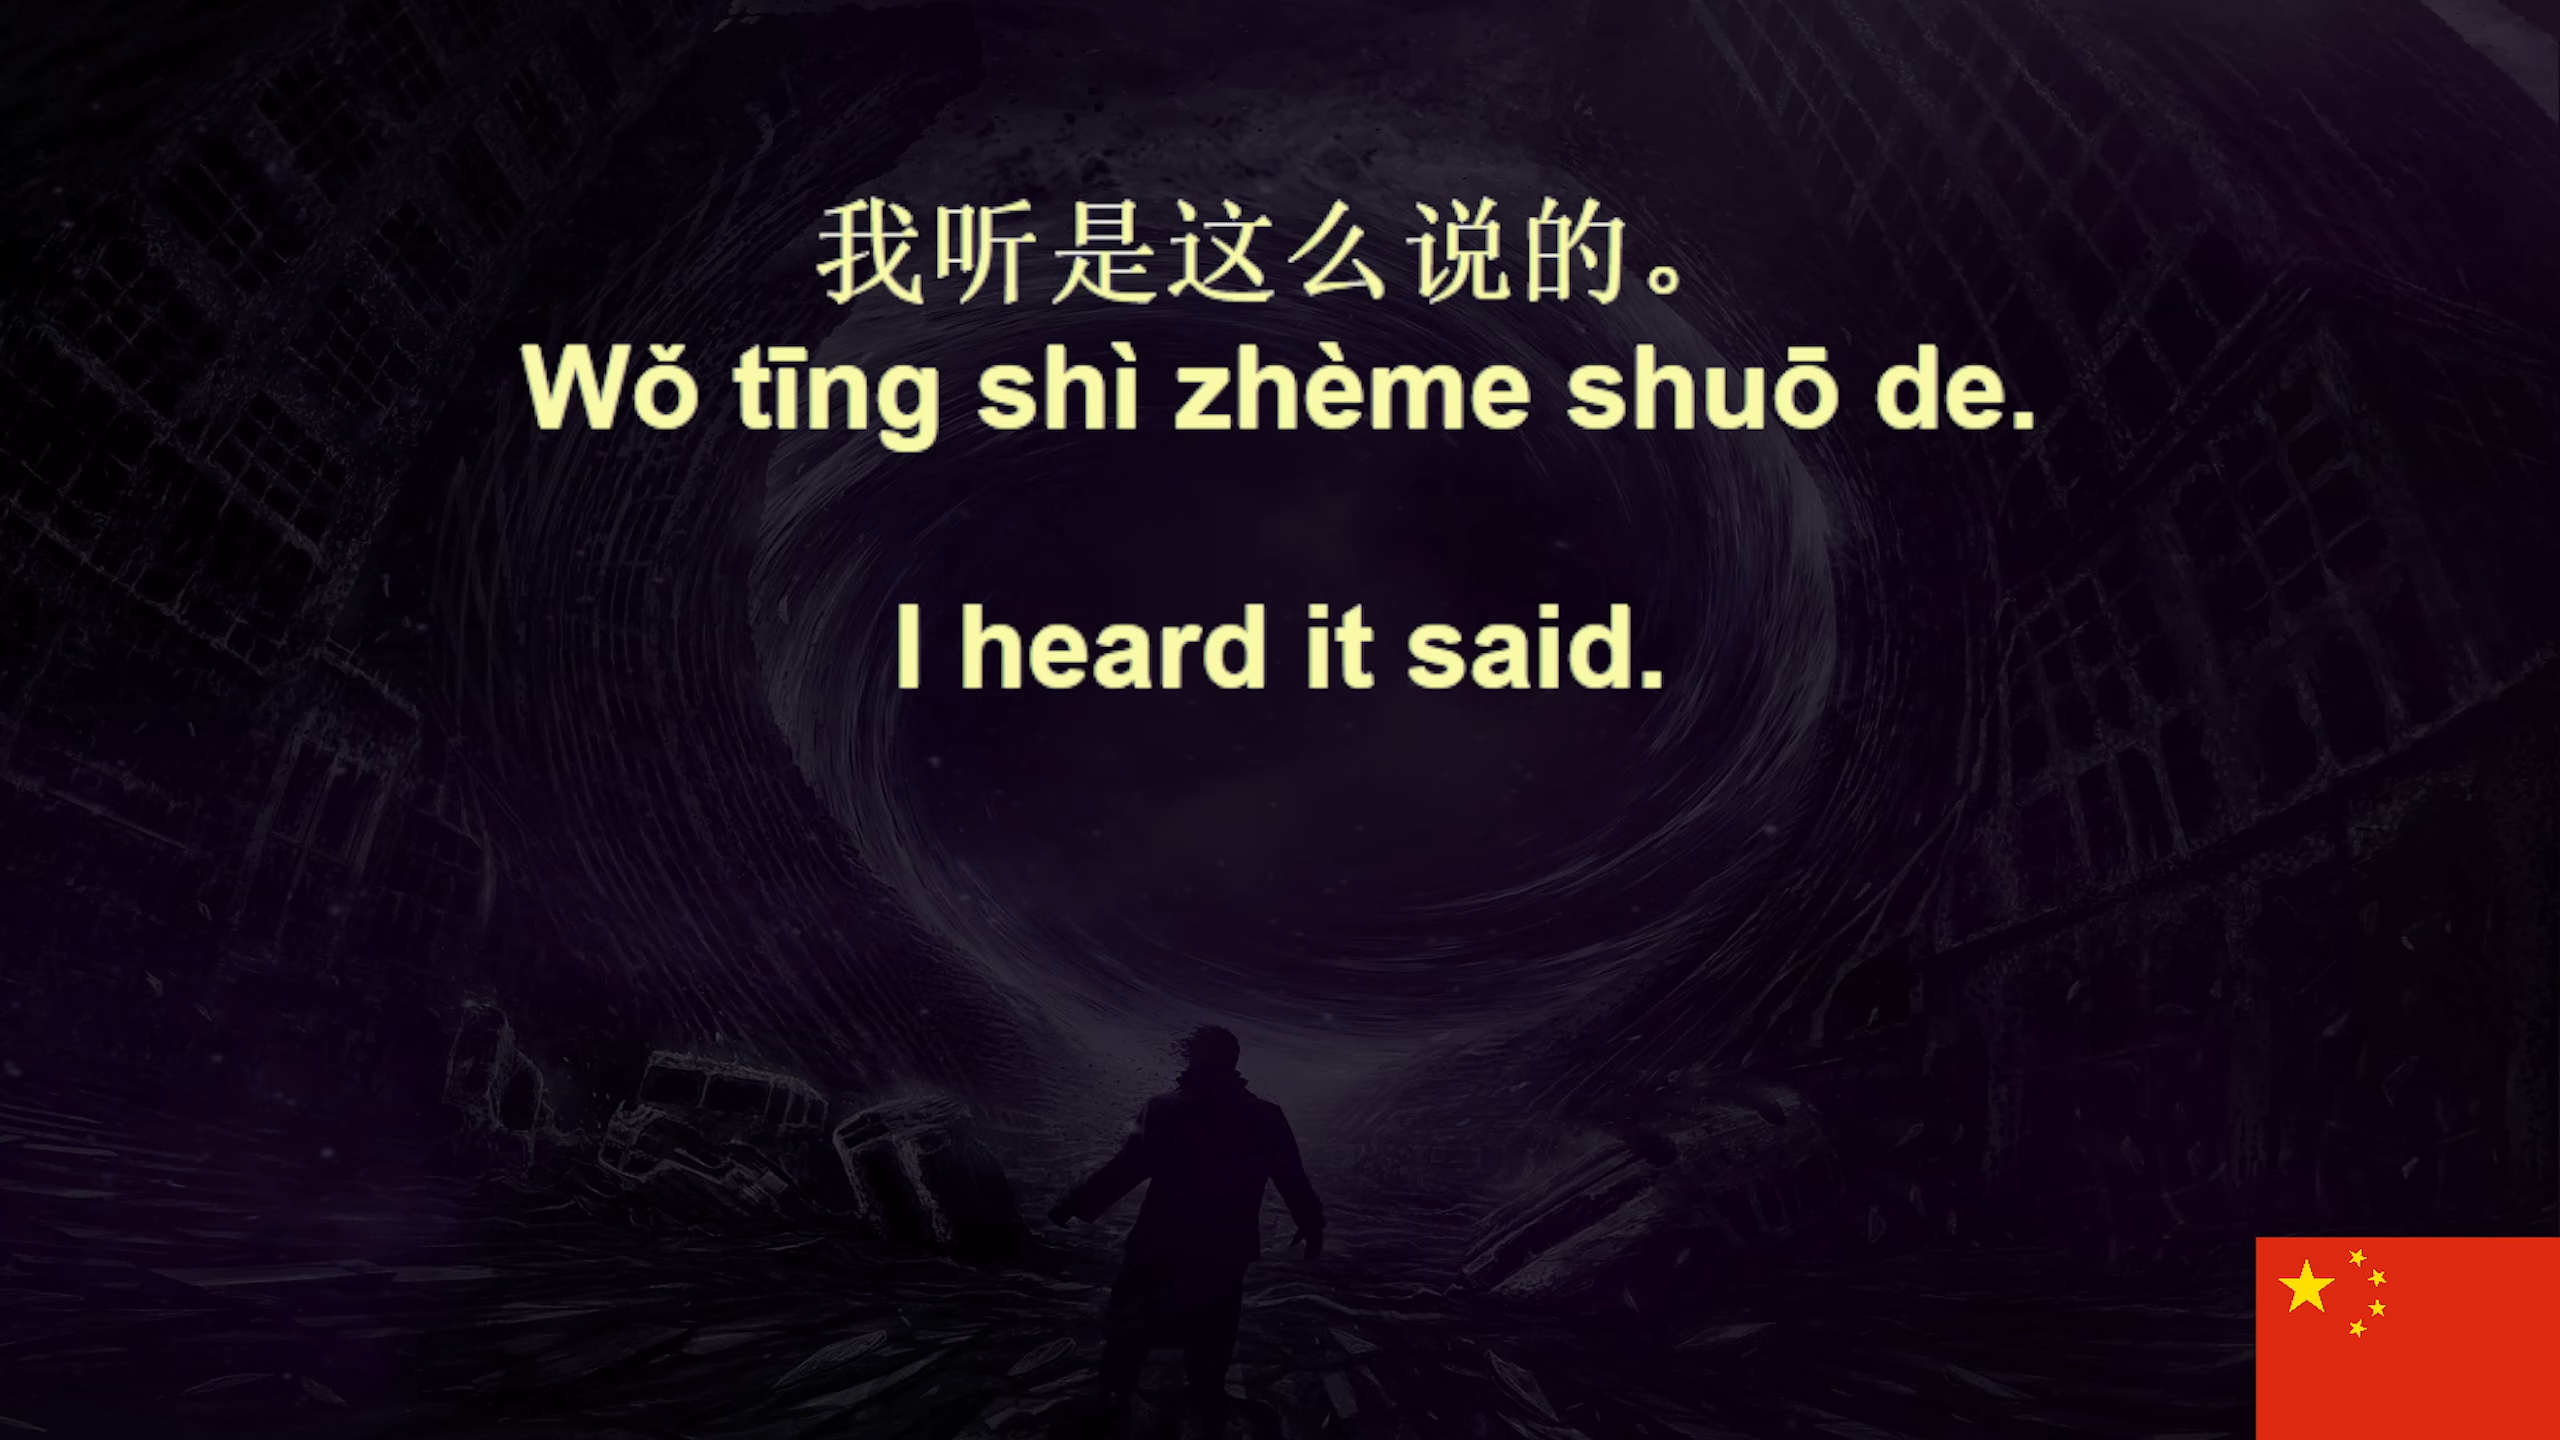 我听是这么说的。
Wǒ tīng shì zhème shuō de.
I heard it said.